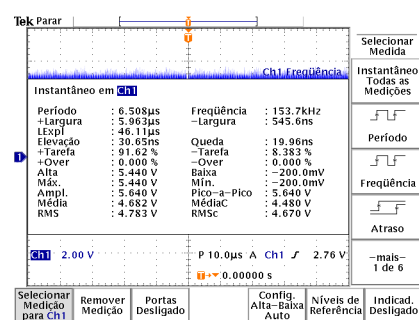 Tek Parar
Selecionar
Medida
Ch1 Freqüência
Instantâneo
Todas as
Medições
Instantâneo em Ch1
Período : 6.508µs Freqüência : 153.7kHz
+Largura : 5.963µs −Largura : 545.6ns
LExpl : 46.11µs
Elevação : 30.65ns Queda : 19.96ns
+Tarefa : 91.62 % −Tarefa : 8.383 %
+Over : 0.000 % −Over : 0.000 %
Alta : 5.440 V Baixa : −200.0mV
Máx. : 5.440 V Mín. : −200.0mV
Ampl. : 5.640 V Pico−a−Pico : 5.640 V
Média : 4.682 V MédiaC : 4.480 V
RMS : 4.783 V RMSc : 4.670 V
Período
Freqüência
Atraso
−mais−
1 de 6
1
Ch1 2.00 V P 10.0µs A Ch1 2.76 V
0.00000 s
Selecionar
Medição
para Ch1
Remover
Medição
Portas
Desligado
Config.
Alta−Baixa
Auto
Níveis de
Referência
Indicad.
Desligad.